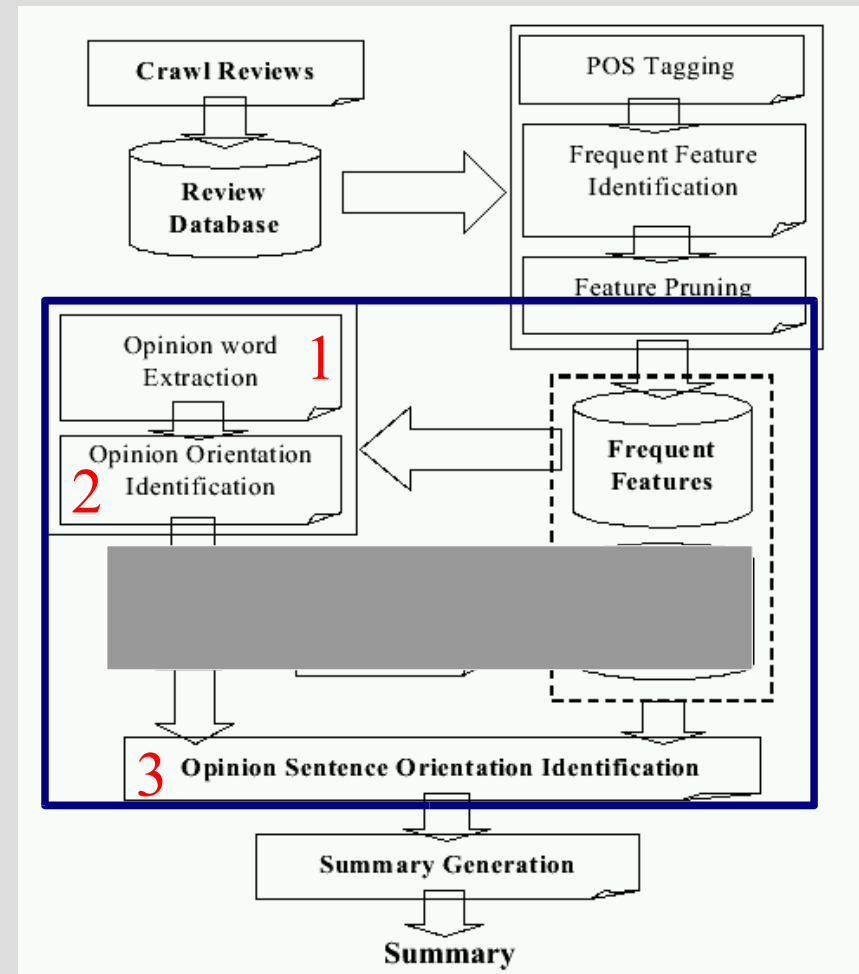 Crawl Reviews
Review
Database
POS Tagging
Frequent Feature
Identification
Feature Pruning
Opinion word
Extraction
1
Opinion Orientation
Identification
2
Frequent
Features
3
Opinion Sentence Orientation Identification
Summary Generation
Summary